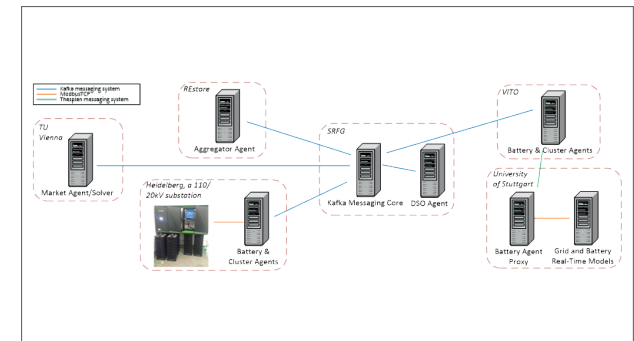 Kafka messaging system
ModbusTCP
Thespian messaging system
REstore
Aggregator Agent
VITO
Battery & Cluster Agents
TU
Vienna
Market Agent/Solver
SRFG
Kafka Messaging Core
DSO Agent
Heidelberg, a 110/
20kV substation
Battery &
Cluster Agents
University
of Stuttgart
Battery Agent
Proxy
Grid and Battery
Real-Time Models